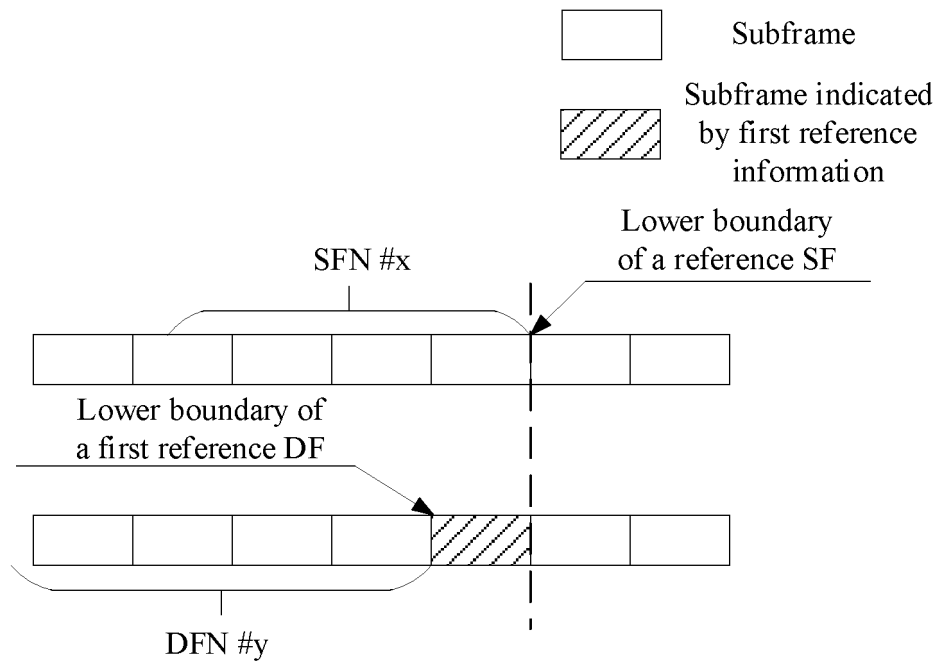 Subframe
Subframe indicated
by first reference
information
Lower boundary
of a reference SF
SFN #x
Lower boundary of
a first reference DF
DFN #y